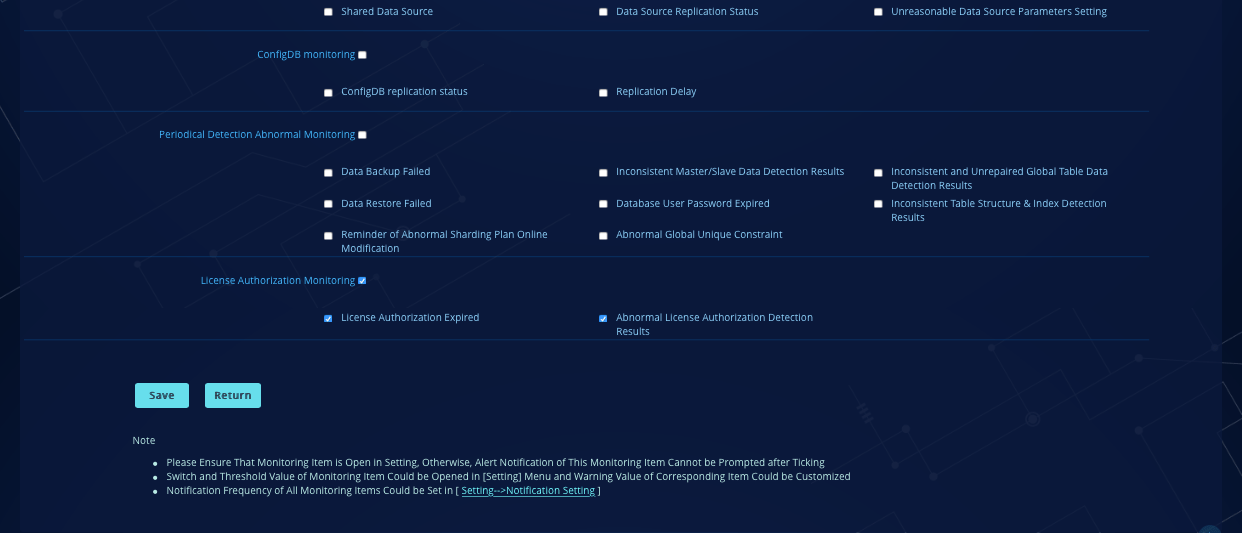 Shared Data Source Data Source Replication Status Unreasonable Data Source Parameters Setting
ConfigDB monitoring
ConfigDB replication status Replication Delay
Periodical Detection Abnormal Monitoring
Data Backup Failed Inconsistent Master/Slave Data Detection Results Inconsistent and Unrepaired Global Table Data
Detection Results
Data Restore Failed Database User Password Expired Inconsistent Table Structure & Index Detection
Results
Reminder of Abnormal Sharding Plan Online Abnormal Global Unique Constraint
Modification
License Authorization Monitoring
License Authorization Expired Abnormal License Authorization Detection
Results
Save Return
Note
Please Ensure That Monitoring Item Is Open in Setting, Otherwise, Alert Notification of This Monitoring Item Cannot be Prompted after Ticking
Switch and Threshold Value of Monitoring Item Could be Opened in [Setting] Menu and Warning Value of Corresponding Item Could be Customized
Notification Frequency of All Monitoring Items Could be Set in [ Setting-->Notification Setting ]